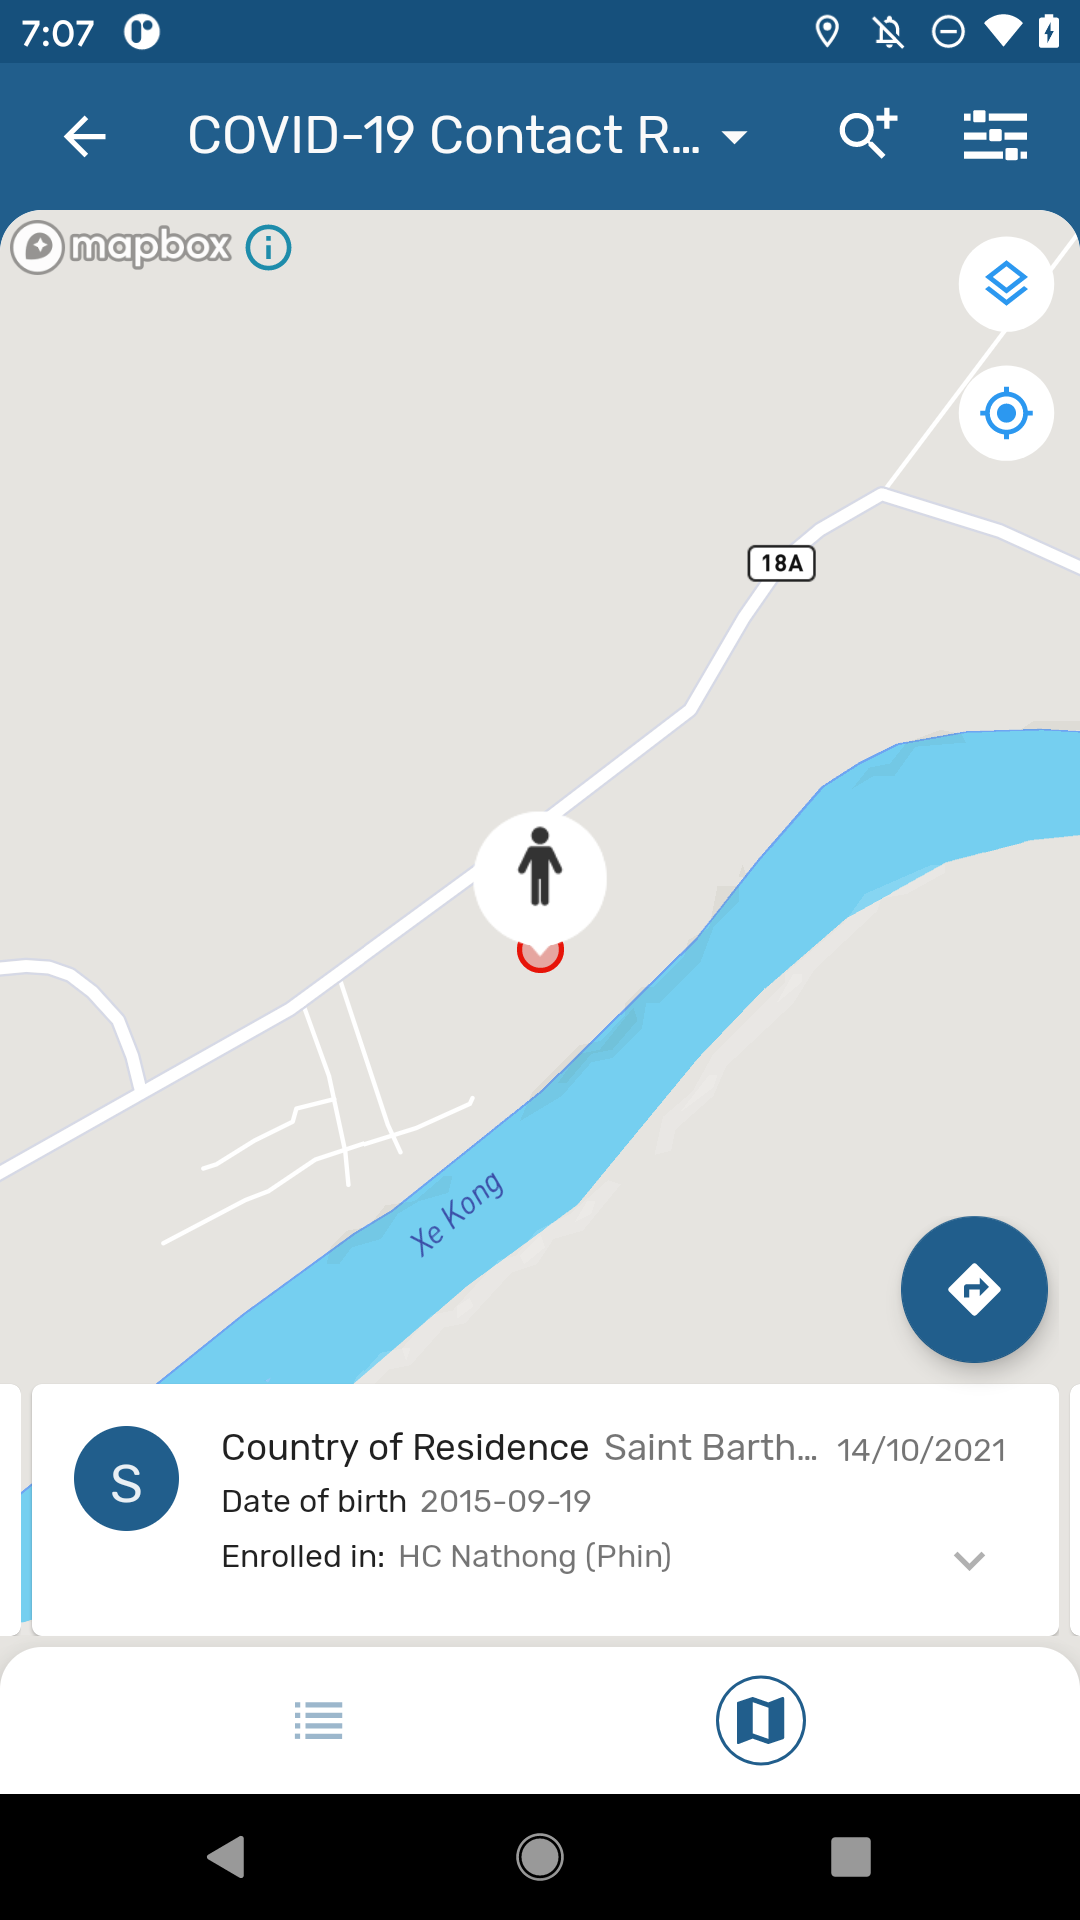 7:07
COVID-19 Contact R...
mapbox
18A
Xe Kong
S
Country of Residence Saint Barth... 14/10/2021
Date of birth 2015-09-19
Enrolled in: HC Nathong (Phin)